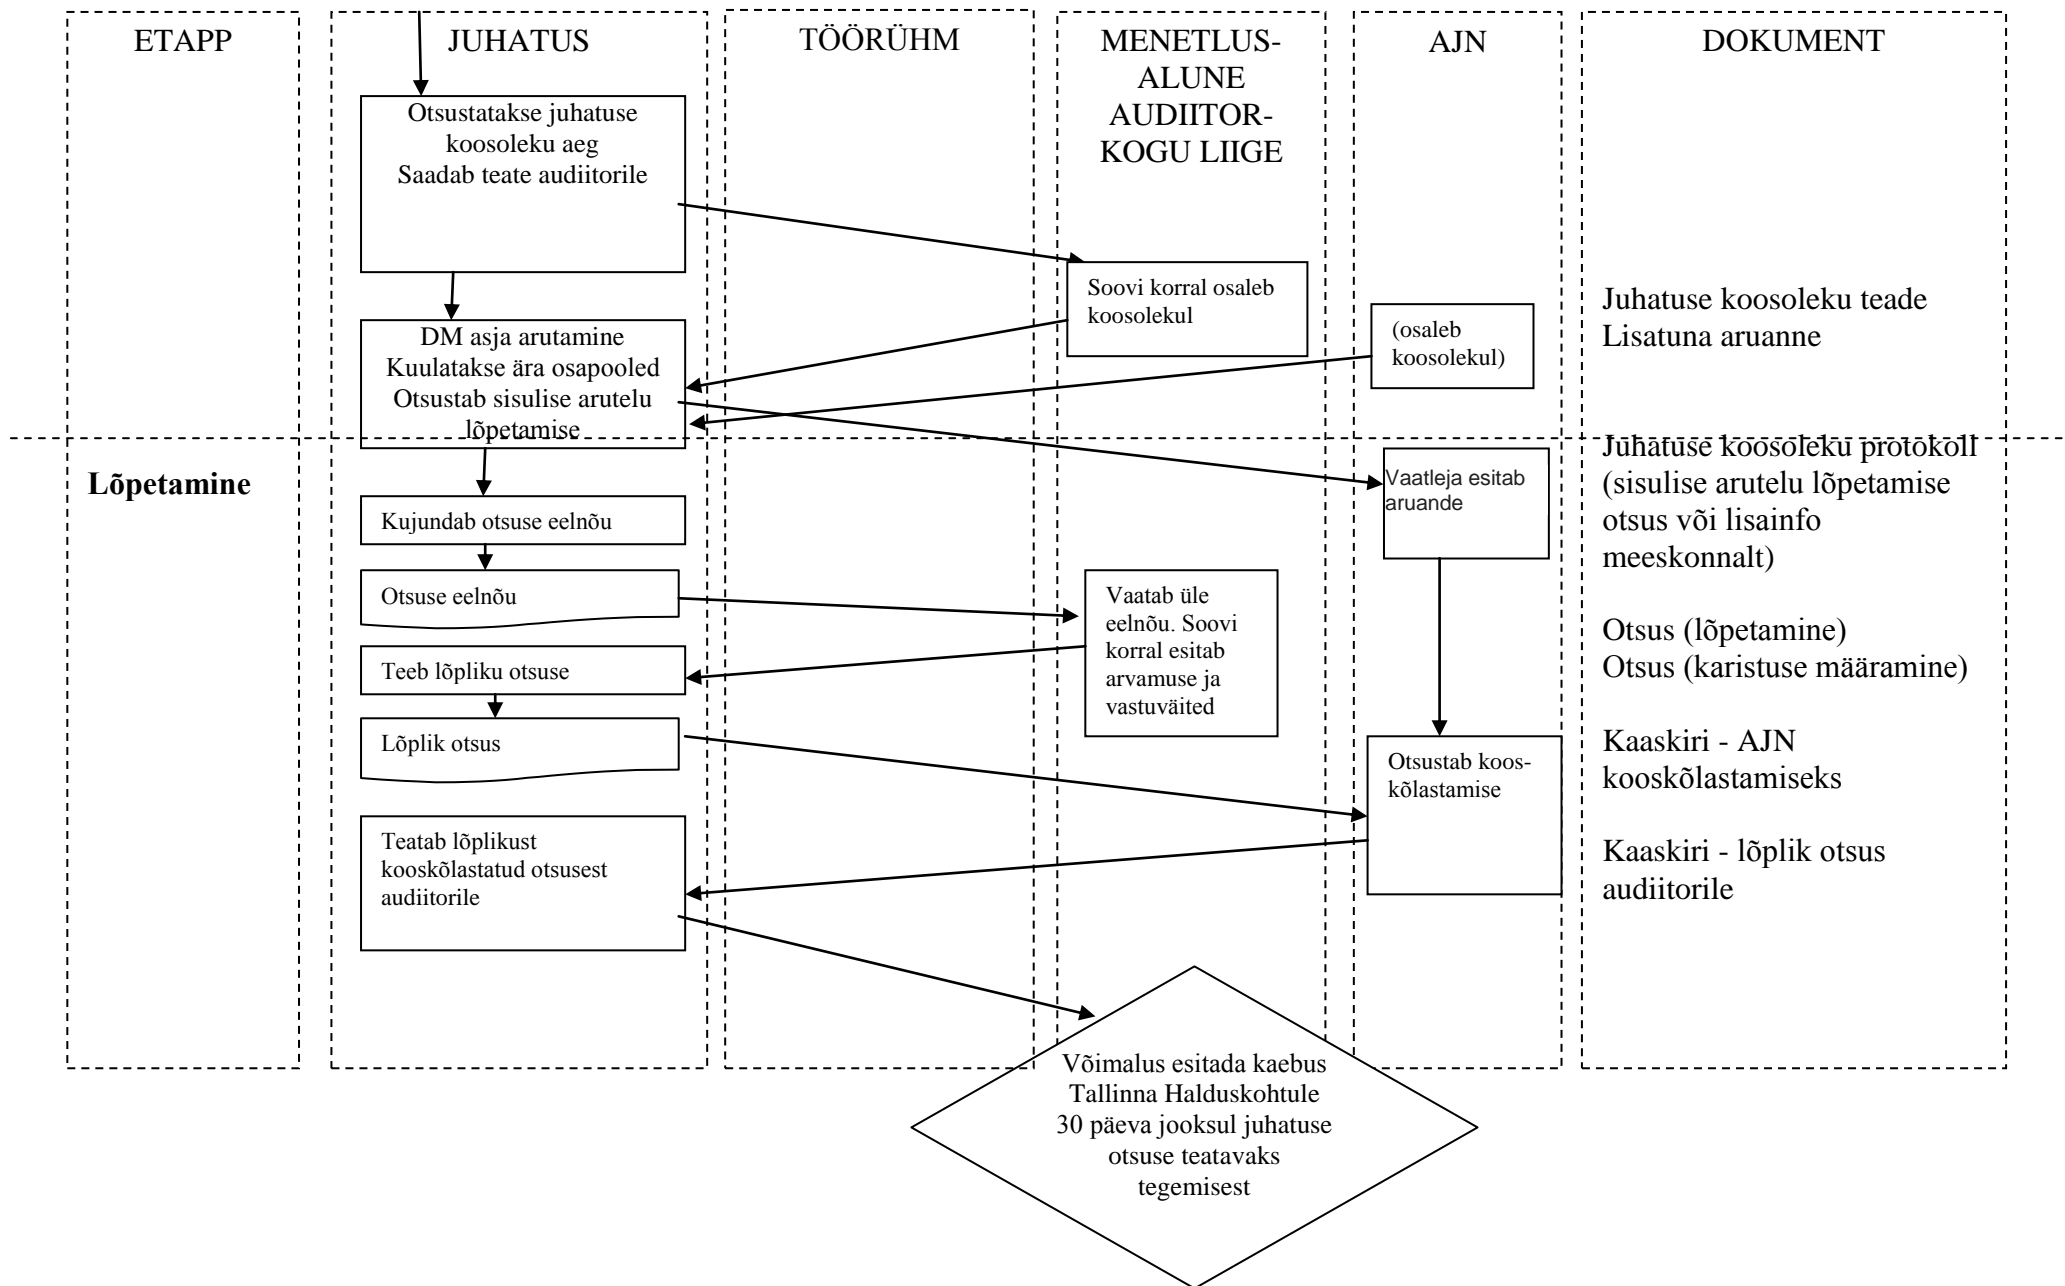 ETAPP
JUHATUS
TÖÖRÜHM
MENETLUS-
ALUNE
AUDIITOR-
KOGU LIIGE
AJN
DOKUMENT
Otsustatakse juhatuse
koosoleku aeg
Saadab teate audiitorile
Soovi korral osaleb
koosolekul
(osaleb
koosolekul)
Juhatuse koosoleku teade
Lisatuna aruanne
DM asja arutamine
Kuulatakse ära osapooled
Otsustab sisulise arutelu
lõpetamise
Lõpetamine
Vaatleja esitab
aruande
Juhatuse koosoleku protokoll
(sisulise arutelu lõpetamise
otsus või lisainfo
meeskonnalt)
Kujundab otsuse eelnõu
Otsuse eelnõu
Vaatab üle
eelnõu. Soovi
korral esitab
arvamuse ja
vastuväited
Otsus (lõpetamine)
Otsus (karistuse määramine)
Teeb lõpliku otsuse
Lõplik otsus
Otsustab koos-
kõlastamise
Kaaskiri - AJN
kooskõlastamiseks
Teatab lõplikust
kooskõlastatud otsusest
audiitorile
Kaaskiri - lõplik otsus
audiitorile
Võimalus esitada kaebus
Tallinna Halduskohtule
30 päeva jooksul juhatuse
otsuse teatavaks
tegemisest